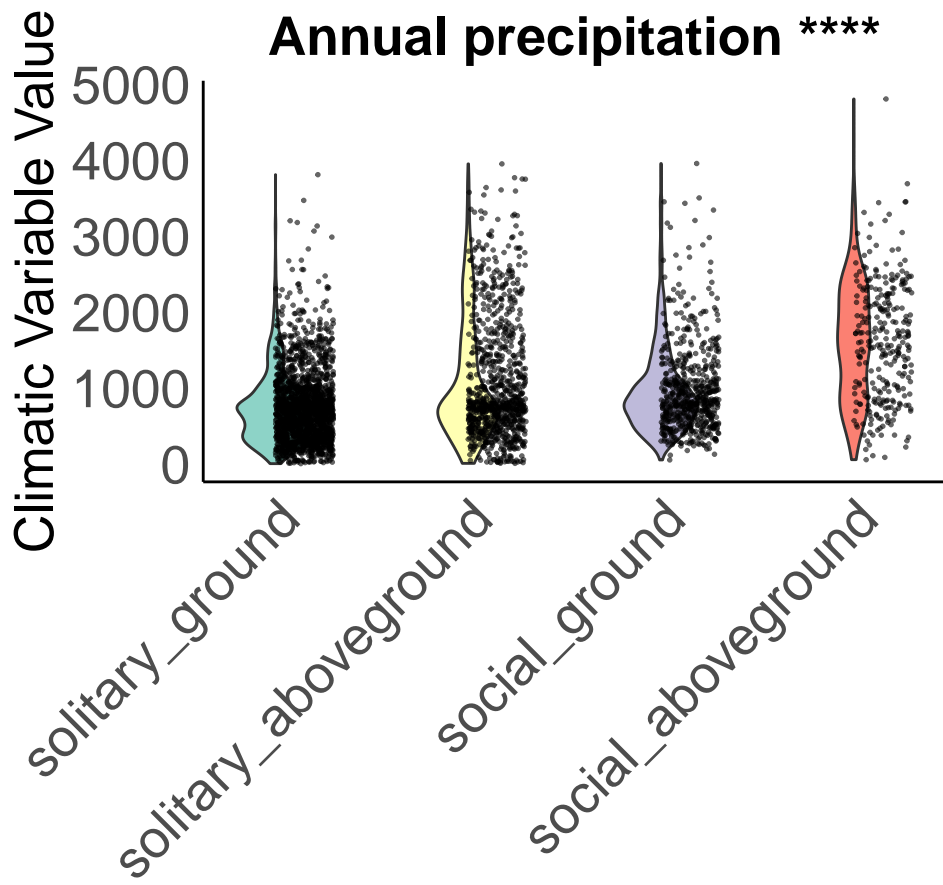 Annual precipitation ****
Climatic Variable Value
5000
4000
3000
2000
1000
0
solitary_ground
solitary_aboveground
social_ground
social_aboveground